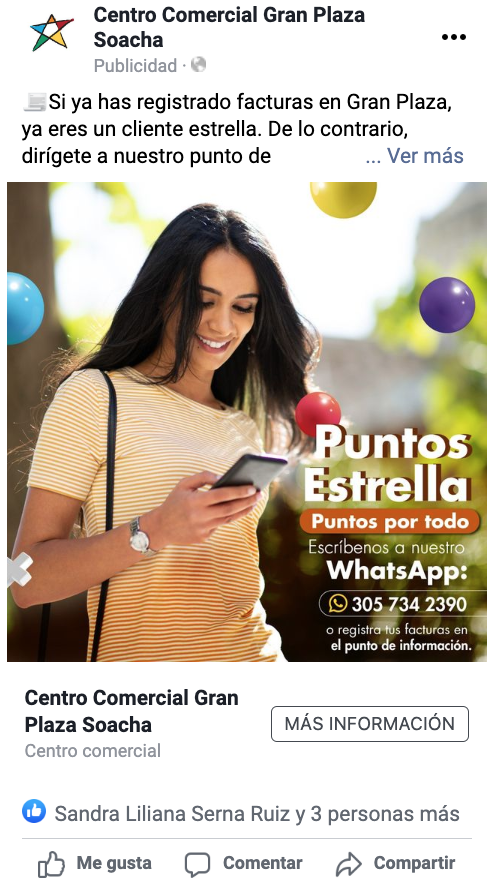 Centro Comercial Gran Plaza
Soacha
Publicidad ·
Si ya has registrado facturas en Gran Plaza,
ya eres un cliente estrella. De lo contrario,
dirígete a nuestro punto de ... Ver más
Puntos
Estrella
Puntos por todo
Escríbenos a nuestro
WhatsApp:
305 734 2390
o registra tus facturas en
el punto de información.
Centro Comercial Gran
Plaza Soacha
Centro comercial
MÁS INFORMACIÓN
Sandra Liliana Serna Ruiz y 3 personas más
Me gusta Comentar Compartir